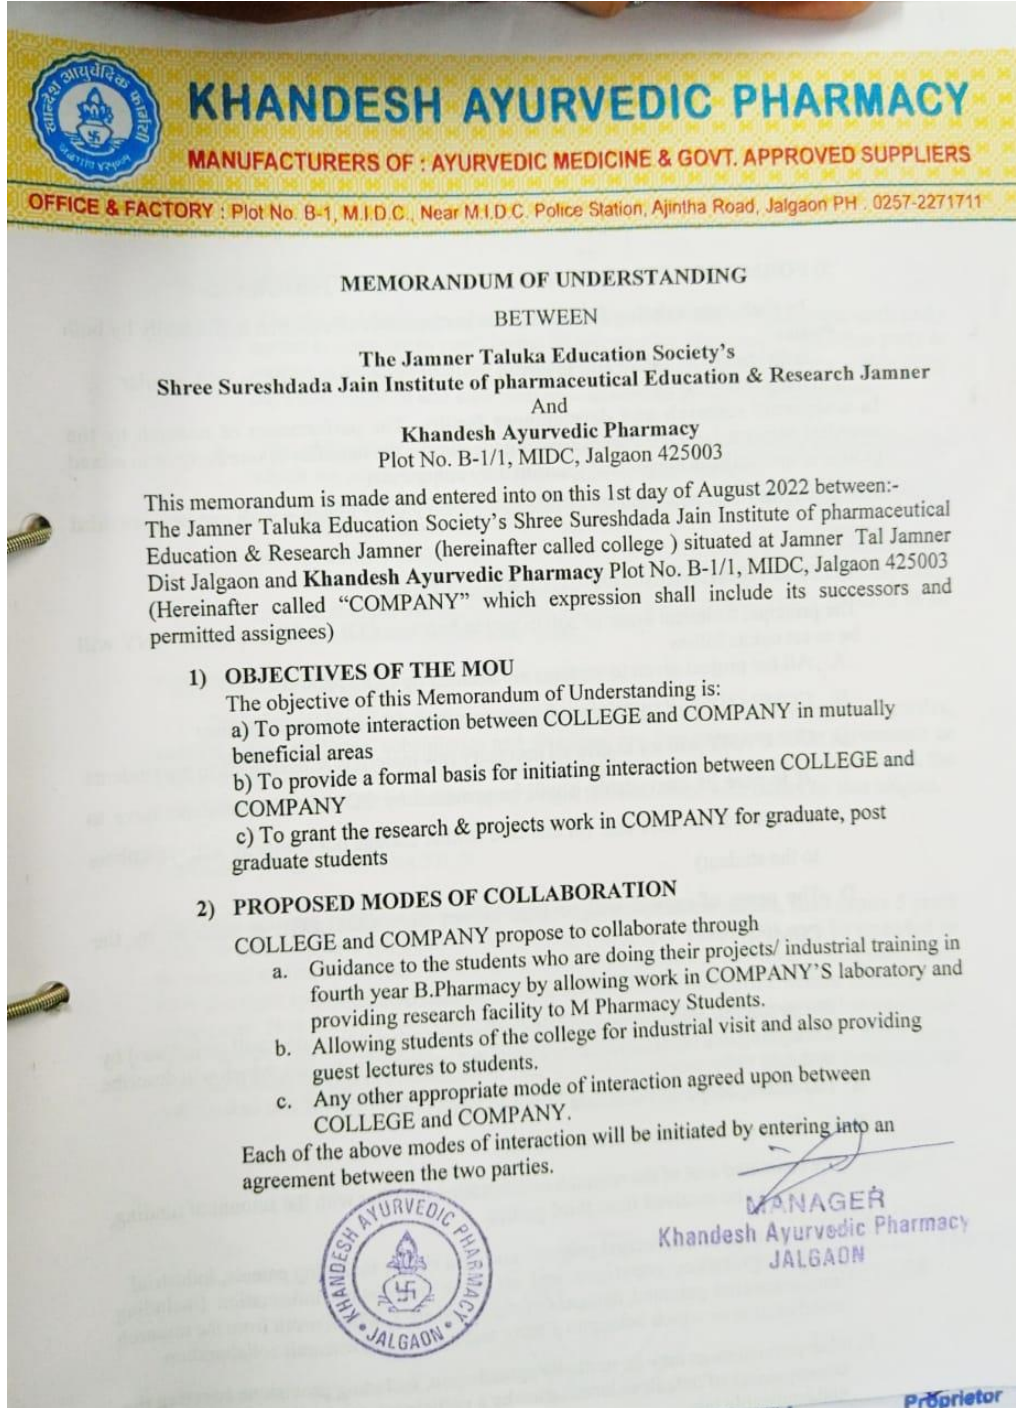 खान्देश आयुर्वेदिक फार्मसी
KHANDESH AYURVEDIC PHARMACY
MANUFACTURERS OF : AYURVEDIC MEDICINE & GOVT. APPROVED SUPPLIERS
OFFICE & FACTORY : Plot No. B-1, M.I.D.C., Near M.I.D.C. Police Station, Ajintha Road, Jalgaon PH . 0257-2271711
MEMORANDUM OF UNDERSTANDING
BETWEEN
The Jamner Taluka Education Society's
Shree Sureshdada Jain Institute of pharmaceutical Education & Research Jamner
And
Khandesh Ayurvedic Pharmacy
Plot No. B-1/1, MIDC, Jalgaon 425003
This memorandum is made and entered into on this 1st day of August 2022 between:-
The Jamner Taluka Education Society's Shree Sureshdada Jain Institute of pharmaceutical
Education & Research Jamner (hereinafter called college ) situated at Jamner Tal Jamner
Dist Jalgaon and Khandesh Ayurvedic Pharmacy Plot No. B-1/1, MIDC, Jalgaon 425003
(Hereinafter called "COMPANY" which expression shall include its successors and
permitted assignees)
1) OBJECTIVES OF THE MOU
The objective of this Memorandum of Understanding is:
a) To promote interaction between COLLEGE and COMPANY in mutually
beneficial areas
b) To provide a formal basis for initiating interaction between COLLEGE and
COMPANY
c) To grant the research & projects work in COMPANY for graduate, post
graduate students
2) PROPOSED MODES OF COLLABORATION
COLLEGE and COMPANY propose to collaborate through
a. Guidance to the students who are doing their projects/ industrial training in
fourth year B.Pharmacy by allowing work in COMPANY'S laboratory and
providing research facility to M Pharmacy Students.
b. Allowing students of the college for industrial visit and also providing
guest lectures to students.
c. Any other appropriate mode of interaction agreed upon between
COLLEGE and COMPANY.
Each of the above modes of interaction will be initiated by entering into an
agreement between the two parties.
MANAGER
Khandesh Ayurvedic Pharmacy
JALGAON
KHANDESH AYURVEDIC PHARMACY
JALGAON
Proprietor